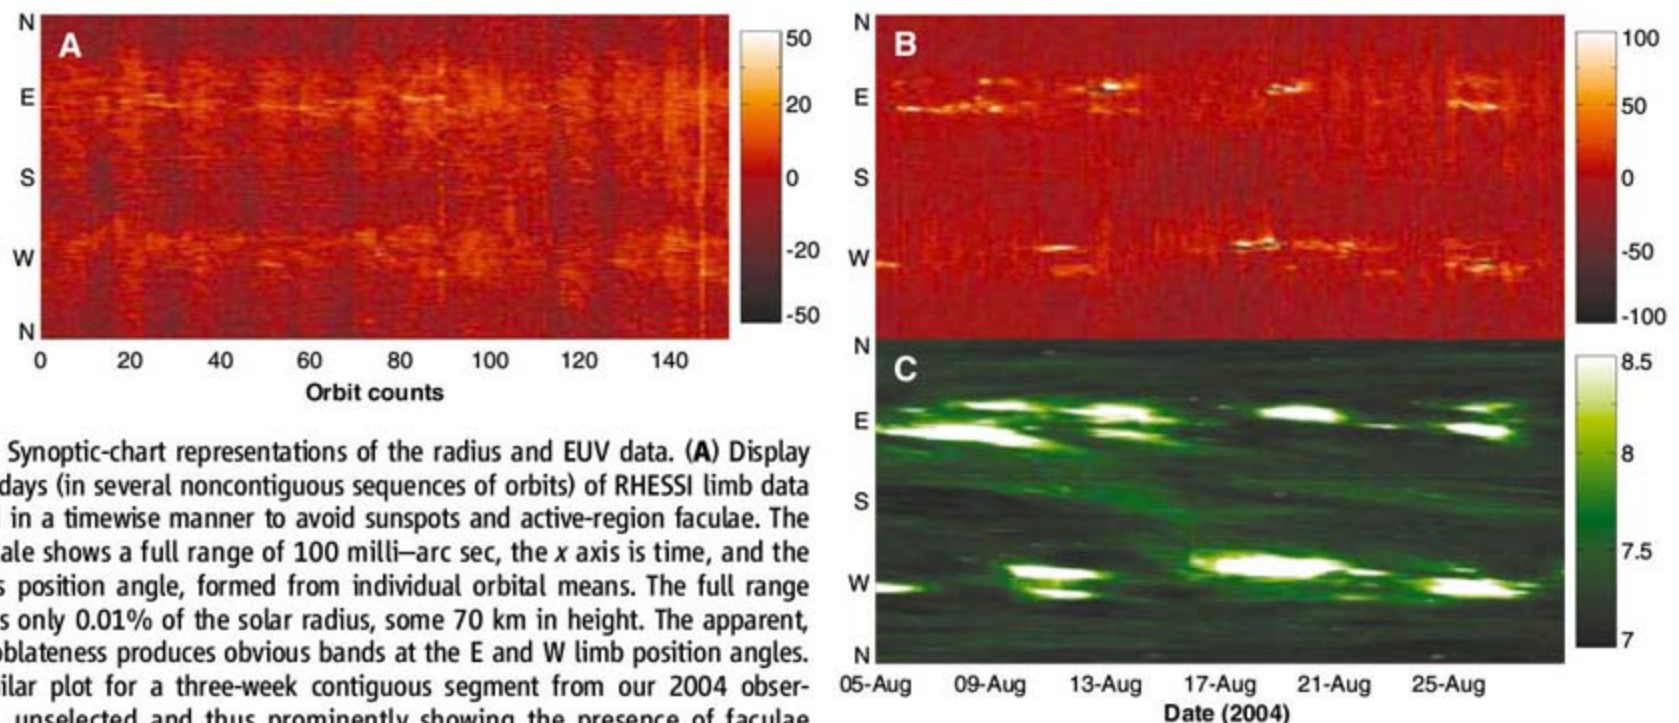 N
A
E
S
W
N
50
20
0
-20
-50
0 20 40 60 80 100 120 140
Orbit counts
N
B
E
S
W
N
100
50
0
-50
-100
C
E
S
W
N
8.5
8
7.5
7
05-Aug 09-Aug 13-Aug 17-Aug 21-Aug 25-Aug
Date (2004)
Synoptic-chart representations of the radius and EUV data. (A) Display
days (in several noncontiguous sequences of orbits) of RHESSI limb data
in a timewise manner to avoid sunspots and active-region faculae. The
shows a full range of 100 milli–arc sec, the x axis is time, and the
position angle, formed from individual orbital means. The full range
only 0.01% of the solar radius, some 70 km in height. The apparent,
oblateness produces obvious bands at the E and W limb position angles.
plot for a three-week contiguous segment from our 2004 obser-
unselected and thus prominently showing the presence of faculae